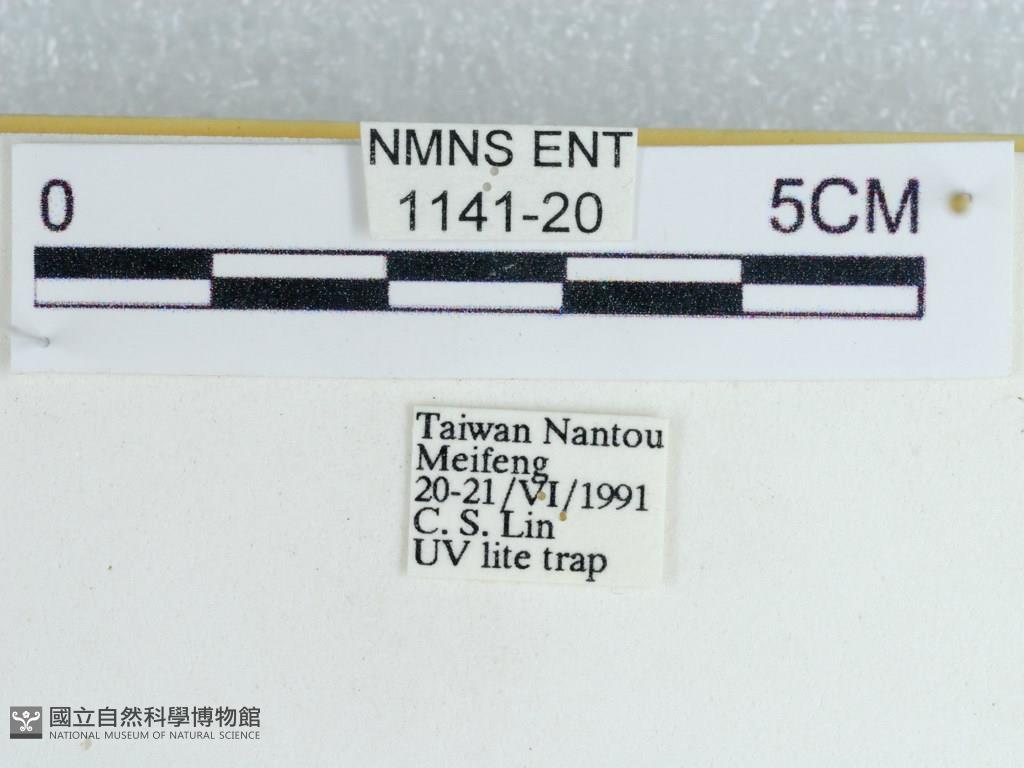 NMNS ENT
1141-20
0
5CM
Taiwan Nantou
Meifeng
20-21/VI/1991
C. S. Lin
UV lite trap
國立自然科學博物館
NATIONAL MUSEUM OF NATURAL SCIENCE